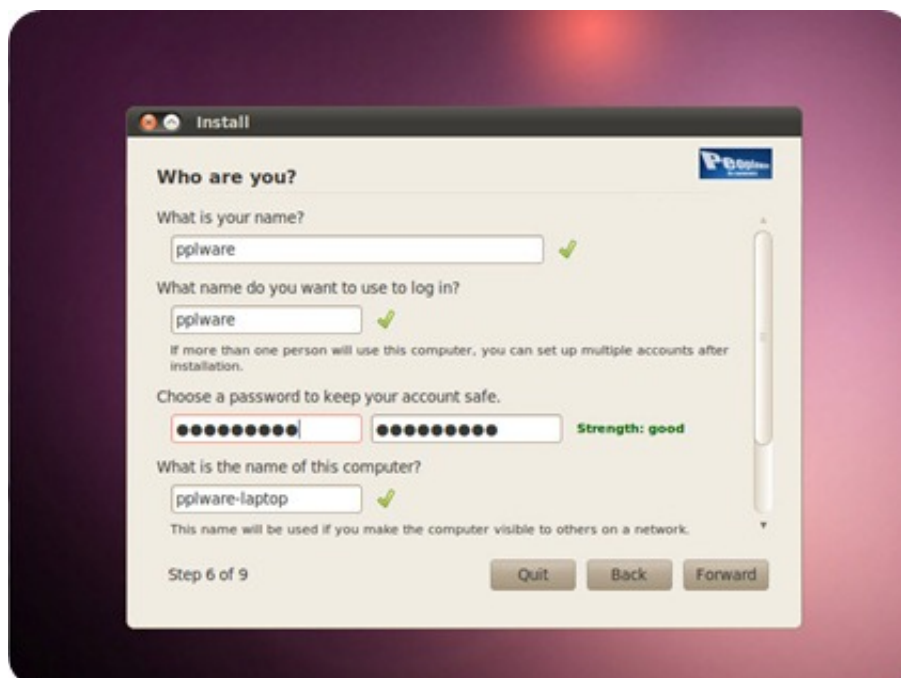 Install
Who are you?
What is your name?
pplware
What name do you want to use to log in?
pplware
If more than one person will use this computer, you can set up multiple accounts after
installation.
Choose a password to keep your account safe.
●●●●●●●●● ●●●●●●●●● Strength: good
What is the name of this computer?
pplware-laptop
This name will be used if you make the computer visible to others on a network.
Step 6 of 9 Quit Back Forward